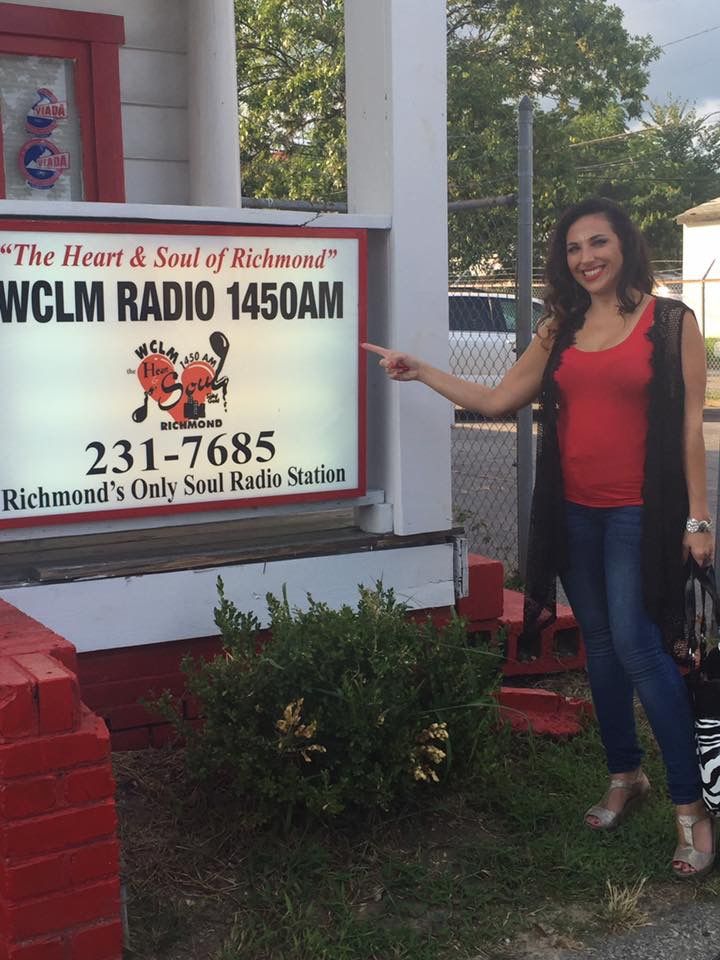 VIADA
VIADA
"The Heart & Soul of Richmond"
WCLM RADIO 1450AM
WCLM 1450 AM
the Heart
Soul
RICHMOND
231-7685
Richmond's Only Soul Radio Station